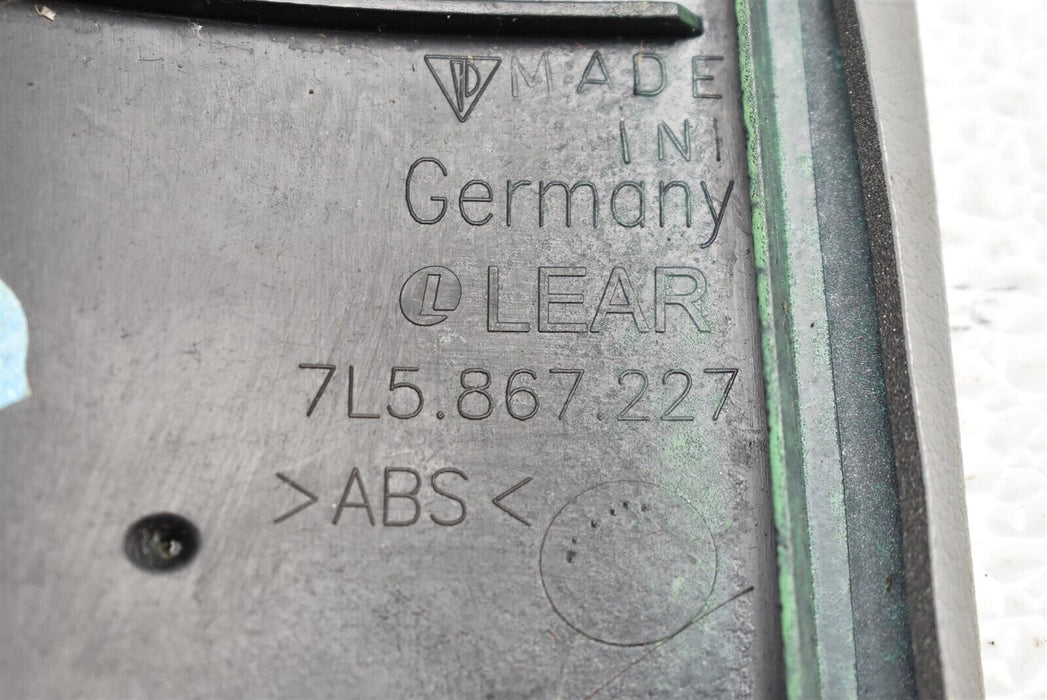 MADE
IN
Germany
L LEAR
7L5.867.227
>ABS<